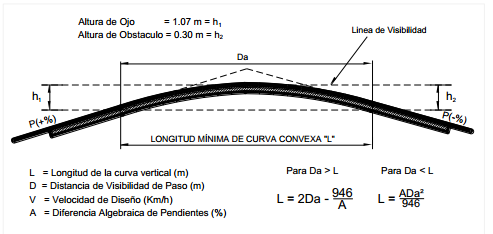 Altura de Ojo = 1.07 m = h₁
Altura de Obstaculo = 0.30 m = h₂
Linea de Visibilidad
Da
h₁
h₂
P(+%)
P(-%)
LONGITUD MÍNIMA DE CURVA CONVEXA "L"
L = Longitud de la curva vertical (m)
D = Distancia de Visibilidad de Paso (m)
V = Velocidad de Diseño (Km/h)
A = Diferencia Algebraica de Pendientes (%)
Para Da > L
L = 2Da - 946/A
Para Da < L
L = ADa²/946